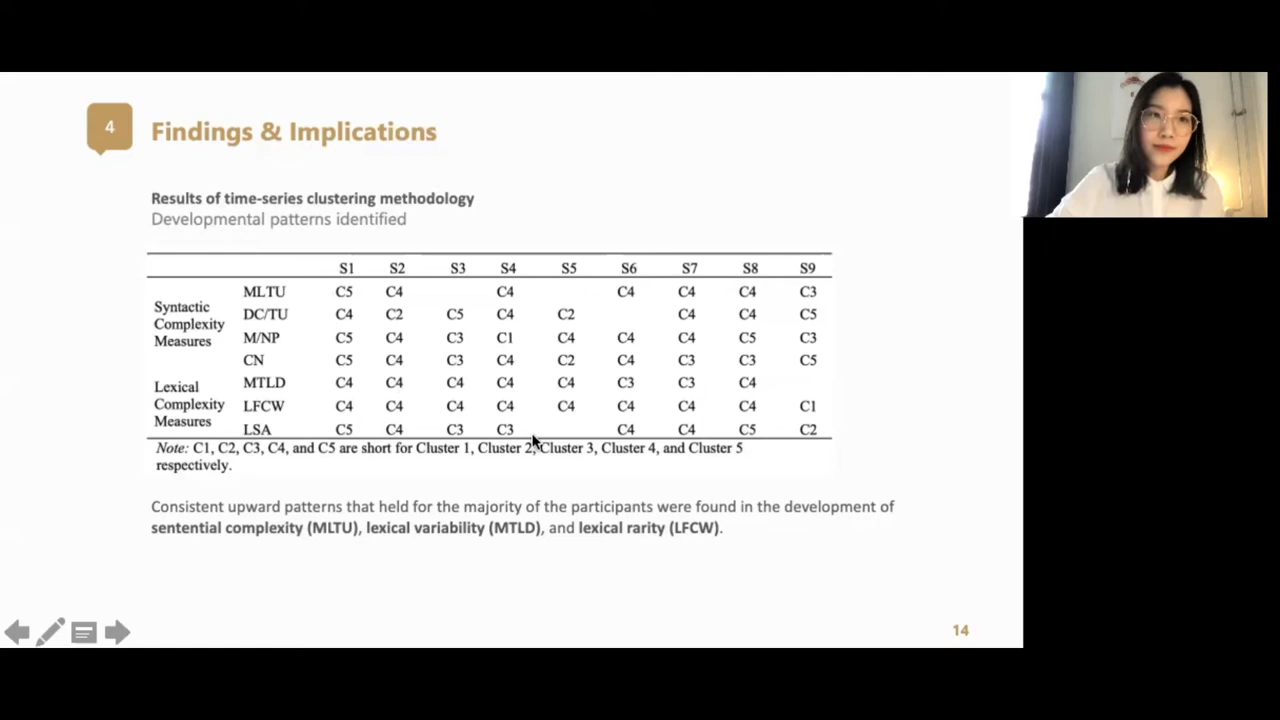 4
Findings & Implications
Results of time-series clustering methodology
Developmental patterns identified
S1 S2 S3 S4 S5 S6 S7 S8 S9
Syntactic Complexity Measures
MLTU C5 C4 C4 C4 C4 C4 C3
DC/TU C4 C2 C5 C4 C2 C4 C4 C5
M/NP C5 C4 C3 C1 C4 C4 C4 C5 C3
CN C5 C4 C3 C4 C2 C4 C3 C3 C5
Lexical Complexity Measures
MTLD C4 C4 C4 C4 C4 C3 C3 C4
LFCW C4 C4 C4 C4 C4 C4 C4 C4 C1
LSA C5 C4 C3 C3 C4 C4 C5 C2
Note: C1, C2, C3, C4, and C5 are short for Cluster 1, Cluster 2, Cluster 3, Cluster 4, and Cluster 5
respectively.
Consistent upward patterns that held for the majority of the participants were found in the development of
sentential complexity (MLTU), lexical variability (MTLD), and lexical rarity (LFCW).
14